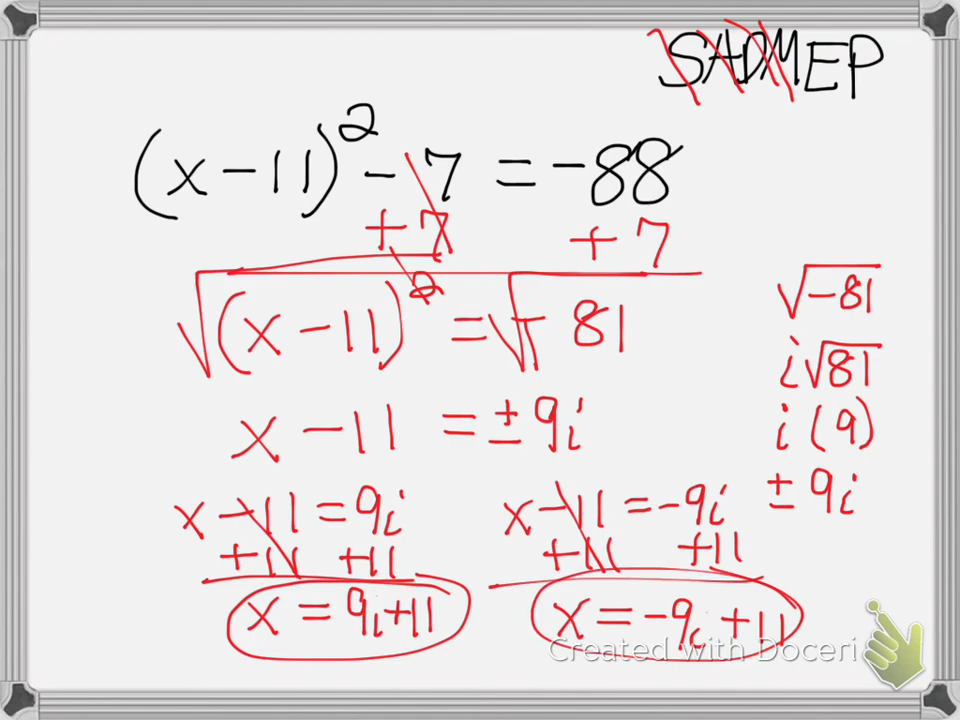 SADMEP
(x-11)² - 7 = -88
+7 +7
√(x-11)² = √-81
√-81
i√81
x-11 = ±9i
i(9)
±9i
x-11 = 9i x-11 = -9i
+11 +11 +11 +11
x = 9i+11 x = -9i+11
Created with Doceri